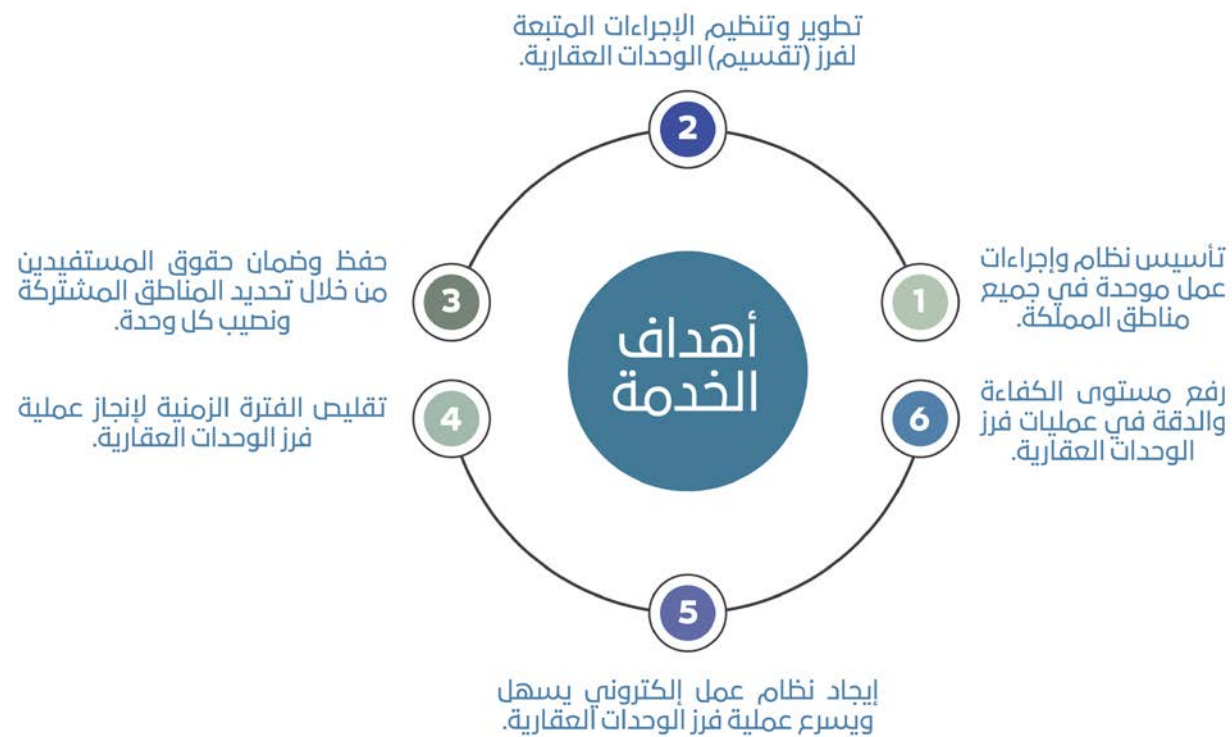 أهداف
الخدمة
1
تأسيس نظام وإجراءات
عمل موحدة في جميع
مناطق المملكة.
2
تطوير وتنظيم الإجراءات المتبعة
لفرز (تقسيم) الوحدات العقارية.
3
حفظ وضمان حقوق المستفيدين
من خلال تحديد المناطق المشتركة
ونصيب كل وحدة.
4
تقليص الفترة الزمنية لإنجاز عملية
فرز الوحدات العقارية.
5
إيجاد نظام عمل إلكتروني يسهل
ويسرع عملية فرز الوحدات العقارية.
6
رفع مستوى الكفاءة
والدقة في عمليات فرز
الوحدات العقارية.